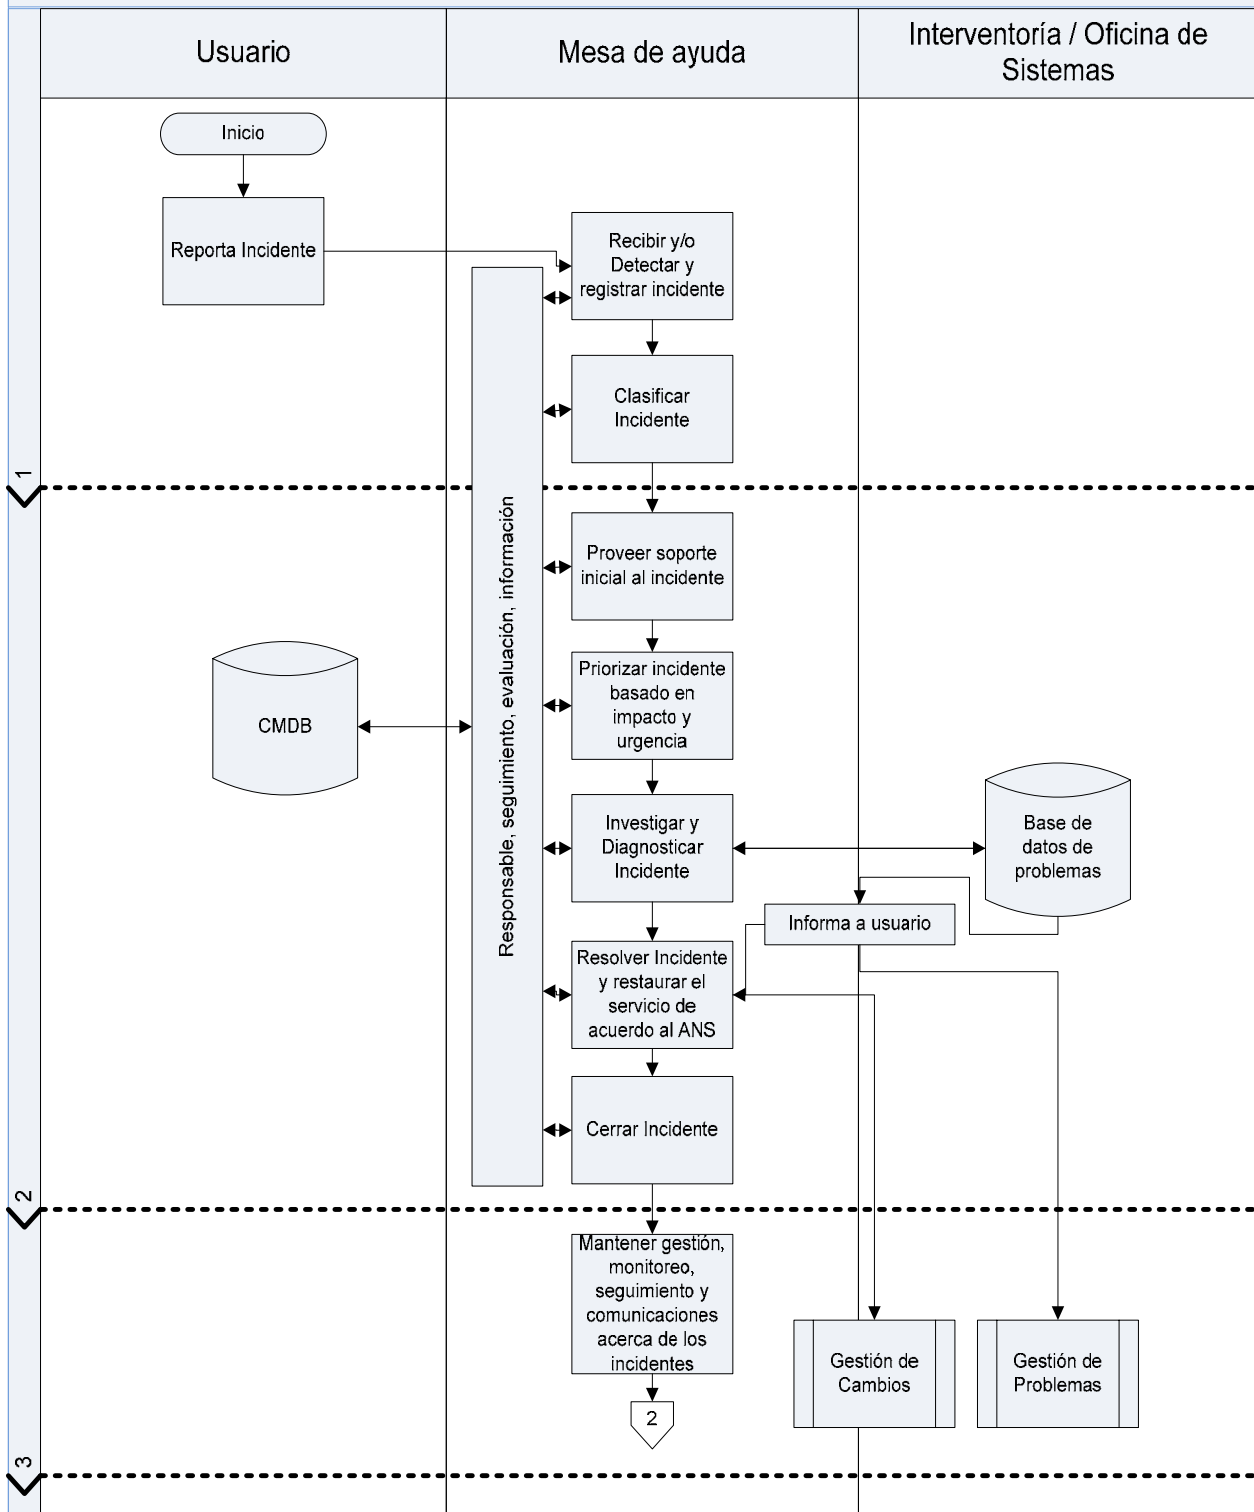 Usuario
Mesa de ayuda
Interventoría / Oficina de
Sistemas
Inicio
Reporta Incidente
Recibir y/o
Detectar y
registrar incidente
Clasificar
Incidente
1
Responsable, seguimiento, evaluación, información
Proveer soporte
inicial al incidente
CMDB
Priorizar incidente
basado en
impacto y
urgencia
Investigar y
Diagnosticar
Incidente
Base de
datos de
problemas
Informa a usuario
Resolver Incidente
y restaurar el
servicio de
acuerdo al ANS
Cerrar Incidente
2
Mantener gestión,
monitoreo,
seguimiento y
comunicaciones
acerca de los
incidentes
Gestión de
Cambios
Gestión de
Problemas
2
3